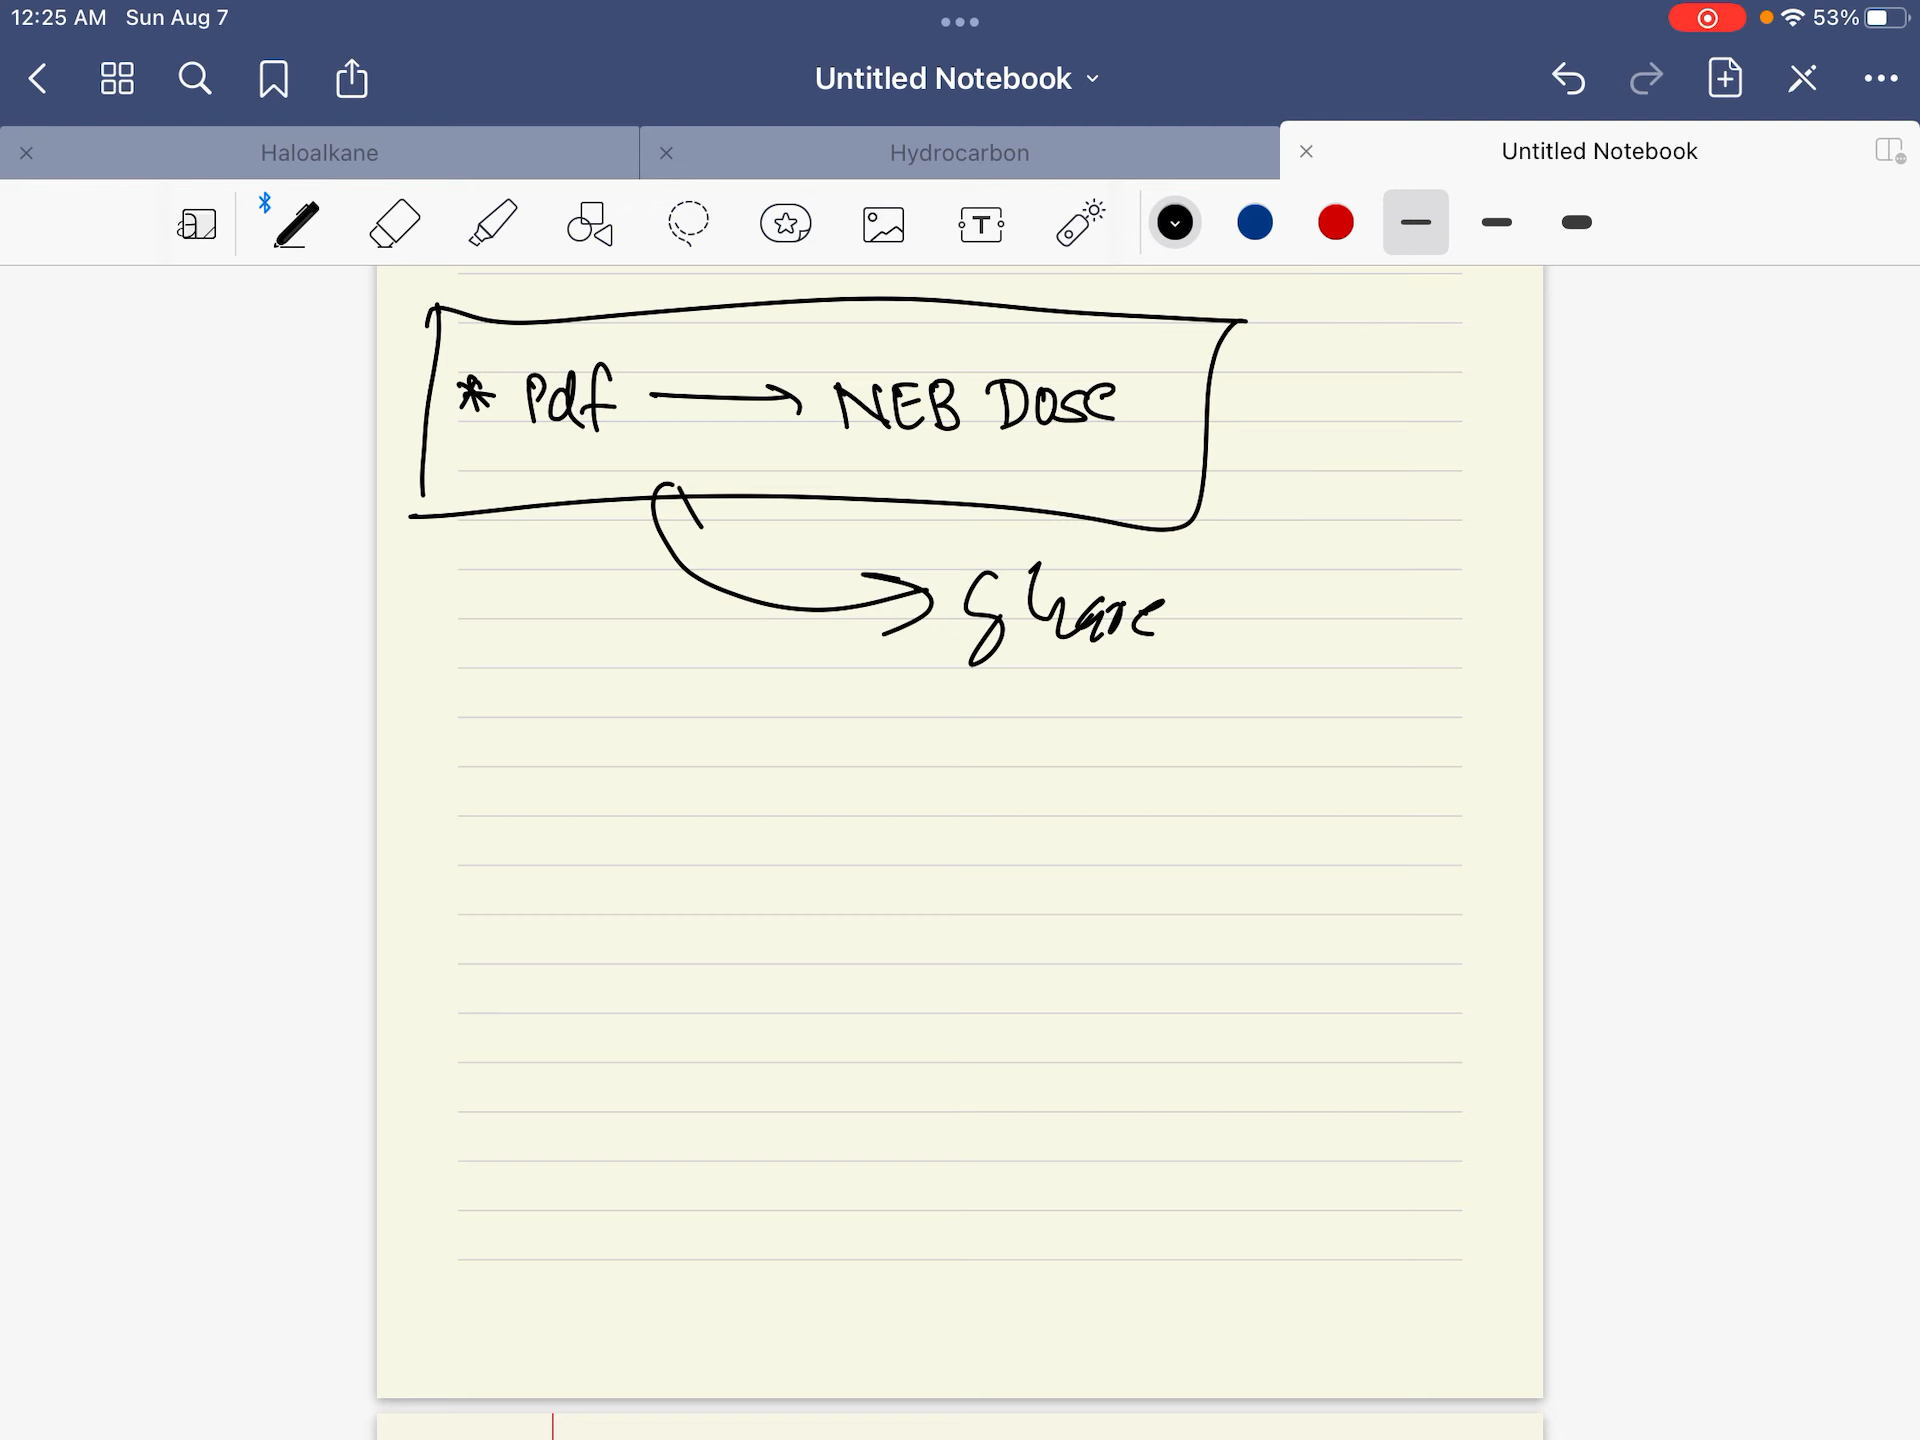 12:25 AM Sun Aug 7
53%
Untitled Notebook
Haloalkane
Hydrocarbon
Untitled Notebook
* Pdf → NEB Dose
Share